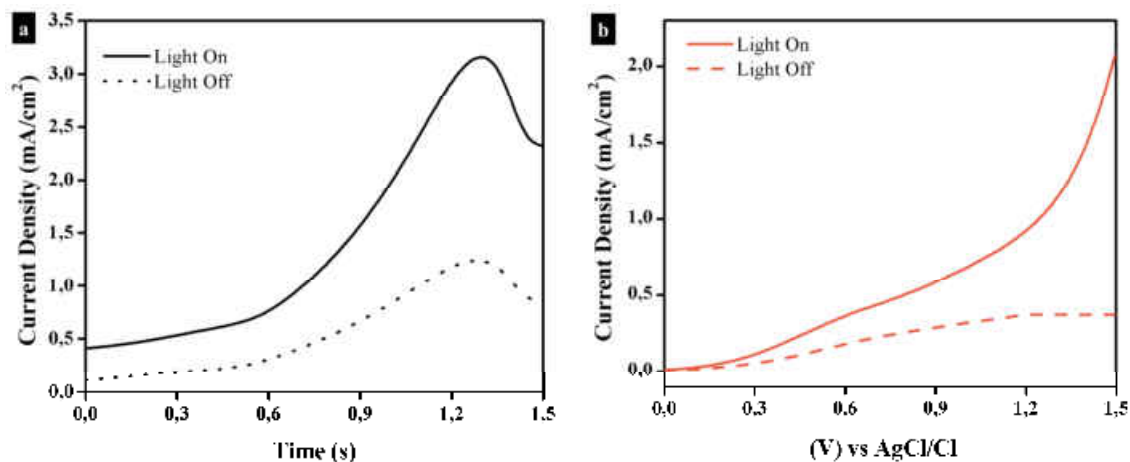 a
Light On
Light Off
Current Density (mA/cm²)
3.5
3.0
2.5
2.0
1.5
1.0
0.5
0.0
0,0
0,3
0,6
0,9
1,2
1.5
Time (s)
b
Light On
Light Off
Current Density (mA/cm²)
2,0
1,5
1,0
0,5
0,0
0,0
0,3
0,6
0,9
1,2
1,5
(V) vs AgCl/Cl